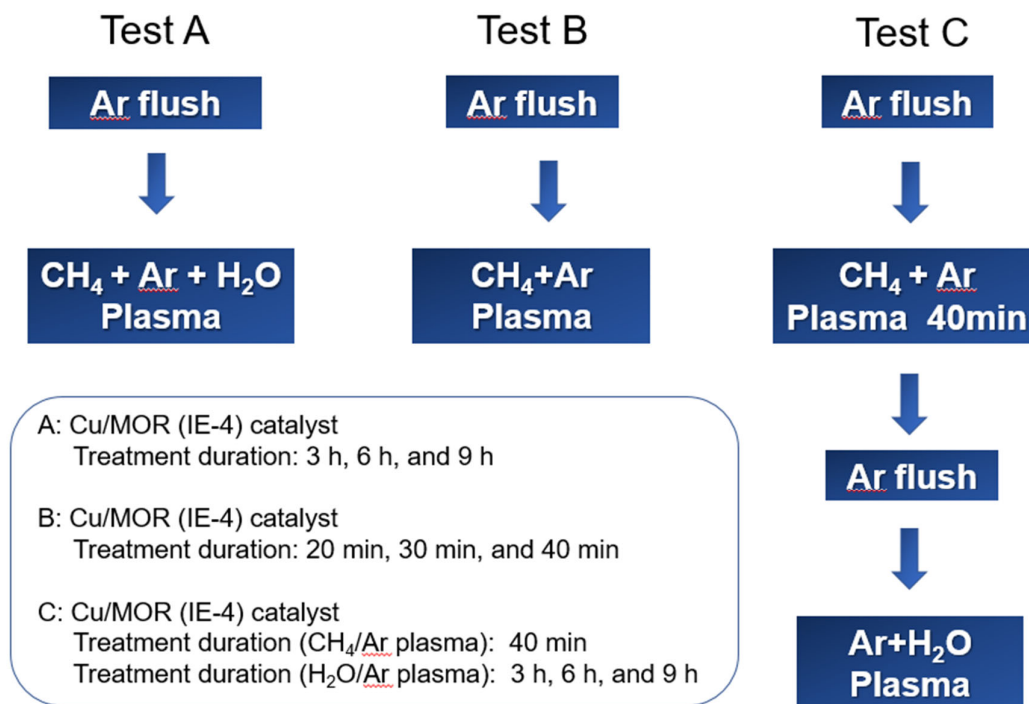 Test A
Ar flush
CH₄ + Ar + H₂O
Plasma
Test B
Ar flush
CH₄+Ar
Plasma
Test C
Ar flush
CH₄ + Ar
Plasma 40min
Ar flush
Ar+H₂O
Plasma
A: Cu/MOR (IE-4) catalyst
Treatment duration: 3 h, 6 h, and 9 h
B: Cu/MOR (IE-4) catalyst
Treatment duration: 20 min, 30 min, and 40 min
C: Cu/MOR (IE-4) catalyst
Treatment duration (CH₄/Ar plasma): 40 min
Treatment duration (H₂O/Ar plasma): 3 h, 6 h, and 9 h